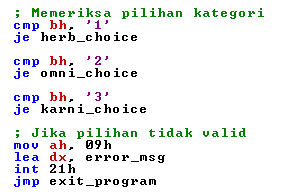 ; Memeriksa pilihan kategori
cmp bh, '1'
je herb_choice
cmp bh, '2'
je omni_choice
cmp bh, '3'
je karni_choice
; Jika pilihan tidak valid
mov ah, 09h
lea dx, error_msg
int 21h
jmp exit_program